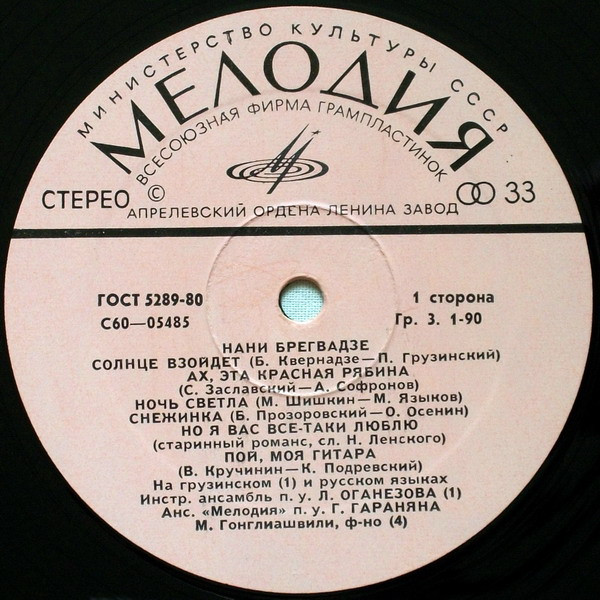 МИНИСТЕРСТВО КУЛЬТУРЫ СССР
МЕЛОДИЯ
ВСЕСОЮЗНАЯ ФИРМА ГРАМПЛАСТИНОК
СТЕРЕО © 33
АПРЕЛЕВСКИЙ ОРДЕНА ЛЕНИНА ЗАВОД
ГОСТ 5289-80 1 сторона
С60—05485 Гр. 3. 1-90
НАНИ БРЕГВАДЗЕ
СОЛНЦЕ ВЗОЙДЕТ (Б. Квернадзе—П. Грузинский)
АХ, ЭТА КРАСНАЯ РЯБИНА
(С. Заславский—А. Софронов)
НОЧЬ СВЕТЛА (М. Шишкин—М. Языков)
СНЕЖИНКА (Б. Прозоровский—О. Осенин)
НО Я ВАС ВСЕ-ТАКИ ЛЮБЛЮ
(старинный романс, сл. Н. Ленского)
ПОЙ, МОЯ ГИТАРА
(В. Кручинин—К. Подревский)
На грузинском (1) и русском языках
Инстр. ансамбль п. у. Л. ОГАНЕЗОВА (1)
Анс. «Мелодия» п. у. Г. ГАРАНЯНА
М. Гонглиашвили, ф-но (4)